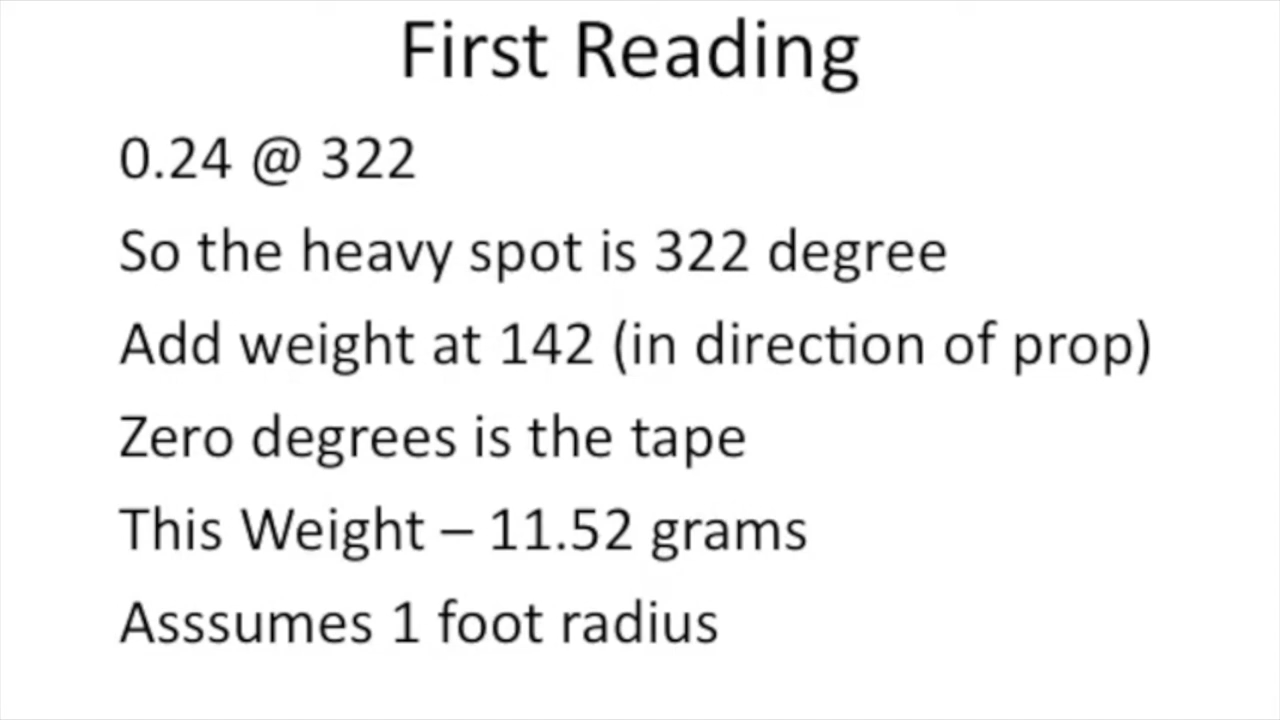 First Reading
0.24 @ 322
So the heavy spot is 322 degree
Add weight at 142 (in direction of prop)
Zero degrees is the tape
This Weight – 11.52 grams
Asssumes 1 foot radius